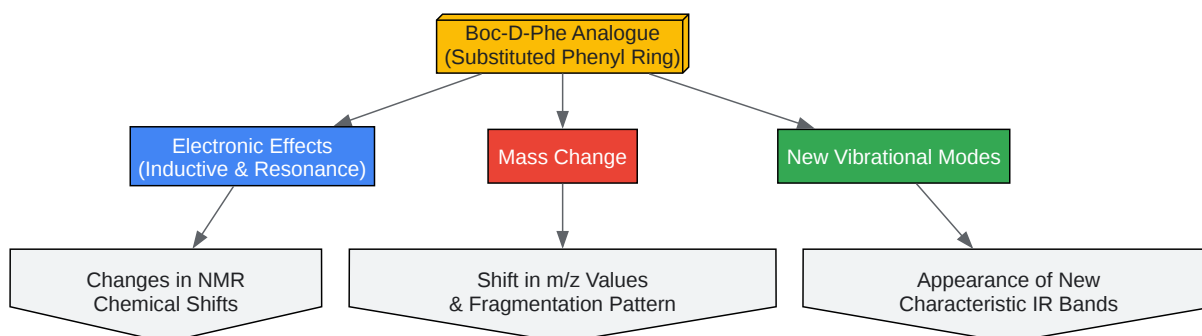 Boc-D-Phe Analogue
(Substituted Phenyl Ring)
Electronic Effects
(Inductive & Resonance)
Mass Change
New Vibrational Modes
Changes in NMR
Chemical Shifts
Shift in m/z Values
& Fragmentation Pattern
Appearance of New
Characteristic IR Bands